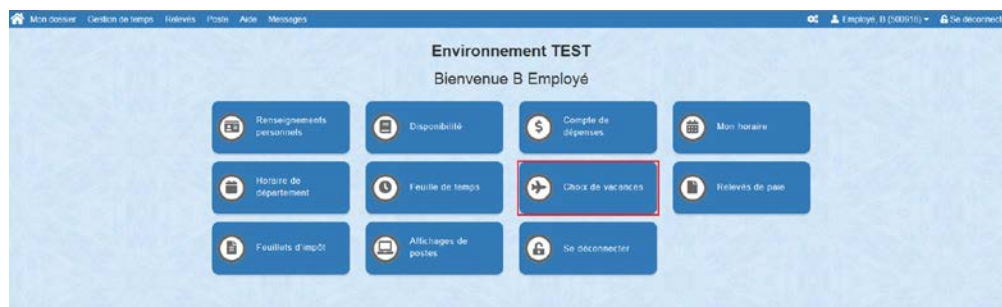 Mon dossier Gestion de temps Relevés Poste Aide Messages Employé, B (500916) Se déconnect
Environnement TEST
Bienvenue B Employé
Renseignements
personnels
Disponibilité
Compte de
dépenses
Mon horaire
Horaire de
département
Feuille de temps
Choix de vacances
Relevés de paie
Feuillets d'impôt
Affichages de
postes
Se déconnecter